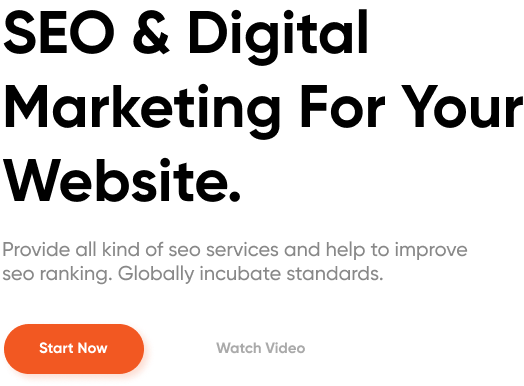 SEO & Digital
Marketing For Your
Website.
Provide all kind of seo services and help to improve
seo ranking. Globally incubate standards.
Start Now
Watch Video